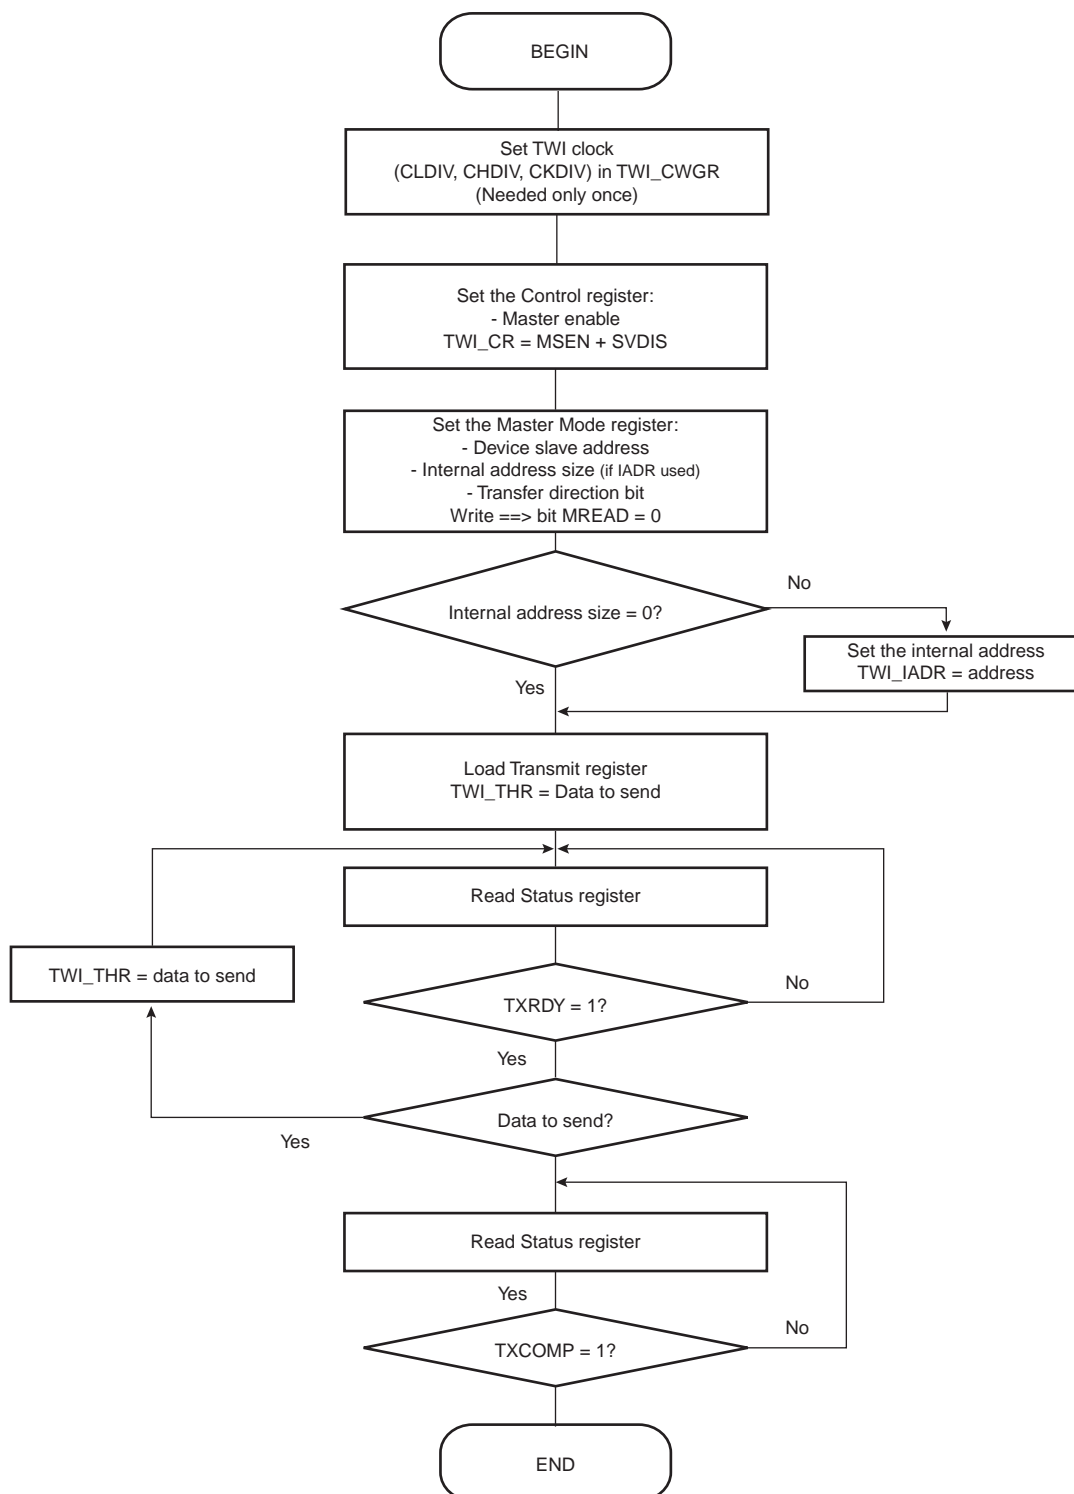 BEGIN
Set TWI clock
(CLDIV, CHDIV, CKDIV) in TWI_CWGR
(Needed only once)
Set the Control register:
- Master enable
TWI_CR = MSEN + SVDIS
Set the Master Mode register:
- Device slave address
- Internal address size (if IADR used)
- Transfer direction bit
Write ==> bit MREAD = 0
No
Internal address size = 0?
Set the internal address
TWI_IADR = address
Yes
Load Transmit register
TWI_THR = Data to send
Read Status register
TWI_THR = data to send
TXRDY = 1?
No
Yes
Data to send?
Yes
Read Status register
Yes
No
TXCOMP = 1?
END